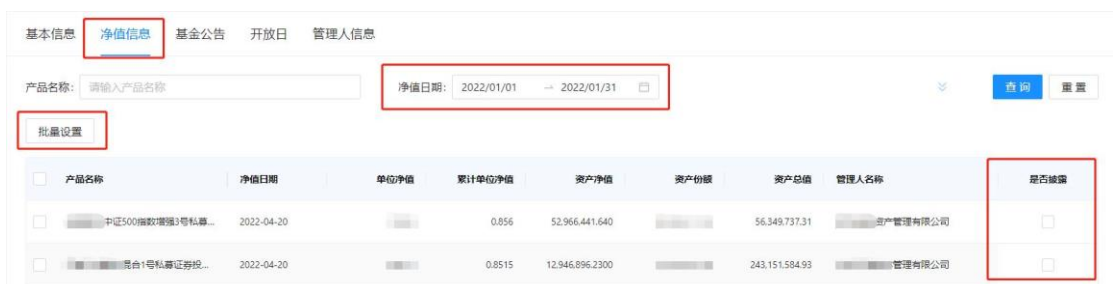 基本信息 净值信息 基金公告 开放日 管理人信息
产品名称: 请输入产品名称 净值日期: 2022/01/01 → 2022/01/31 查询 重置
批量设置
产品名称 净值日期 单位净值 累计单位净值 资产净值 资产份额 资产总值 管理人名称 是否披露
中证500指数增强3号私募... 2022-04-20 0.856 52,966,441.640 56,349,737.31 资产管理有限公司
混合1号私募证券投... 2022-04-20 0.8515 12,946,896.2300 243,151,584.93 管理有限公司